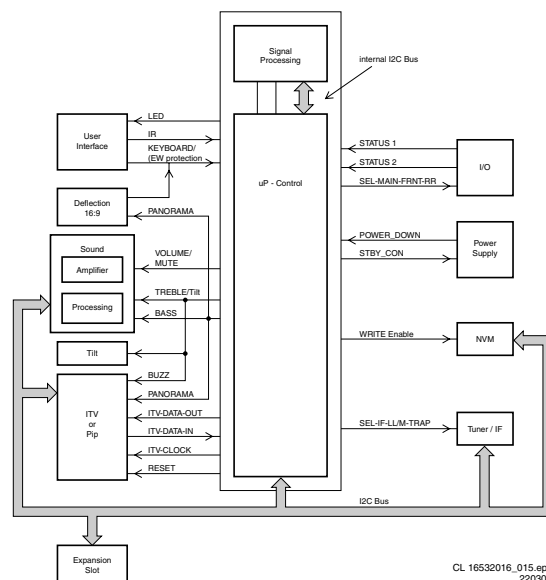 Signal
Processing
internal I2C Bus
LED
User
Interface
IR
KEYBOARD/
(EW protection
STATUS 1
STATUS 2
I/O
uP - Control
SEL-MAIN-FRNT-RR
Deflection
16:9
PANORAMA
POWER_DOWN
Power
Supply
STBY_CON
Sound
Amplifier
VOLUME/
MUTE
TREBLE/Tilt
Processing
BASS
WRITE Enable
NVM
Tilt
BUZZ
PANORAMA
ITV
or
Pip
ITV-DATA-OUT
ITV-DATA-IN
ITV-CLOCK
RESET
SEL-IF-LL/M-TRAP
Tuner / IF
I2C Bus
Expansion
Slot
CL 16532016_015.ep
22030